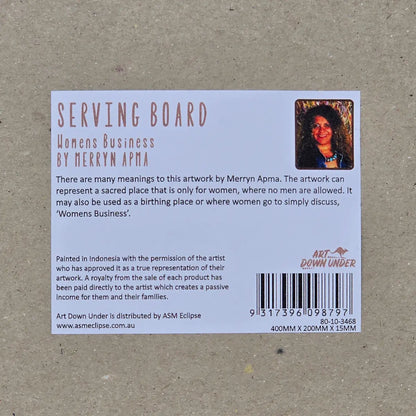 SERVING BOARD
Womens Business
BY MERRYN APMA
There are many meanings to this artwork by Merryn Apma. The artwork can
represent a sacred place that is only for women, where no men are allowed. It
may also be used as a birthing place or where women go to simply discuss,
‘Womens Business’.
Painted in Indonesia with the permission of the artist
who has approved it as a true representation of their
artwork. A royalty from the sale of each product has
been paid directly to the artist which creates a passive
income for them and their families.
Art Down Under is distributed by ASM Eclipse
www.asmeclipse.com.au
ART
DOWN UNDER
9 317396 098797
80-10-3468
400MM X 200MM X 15MM